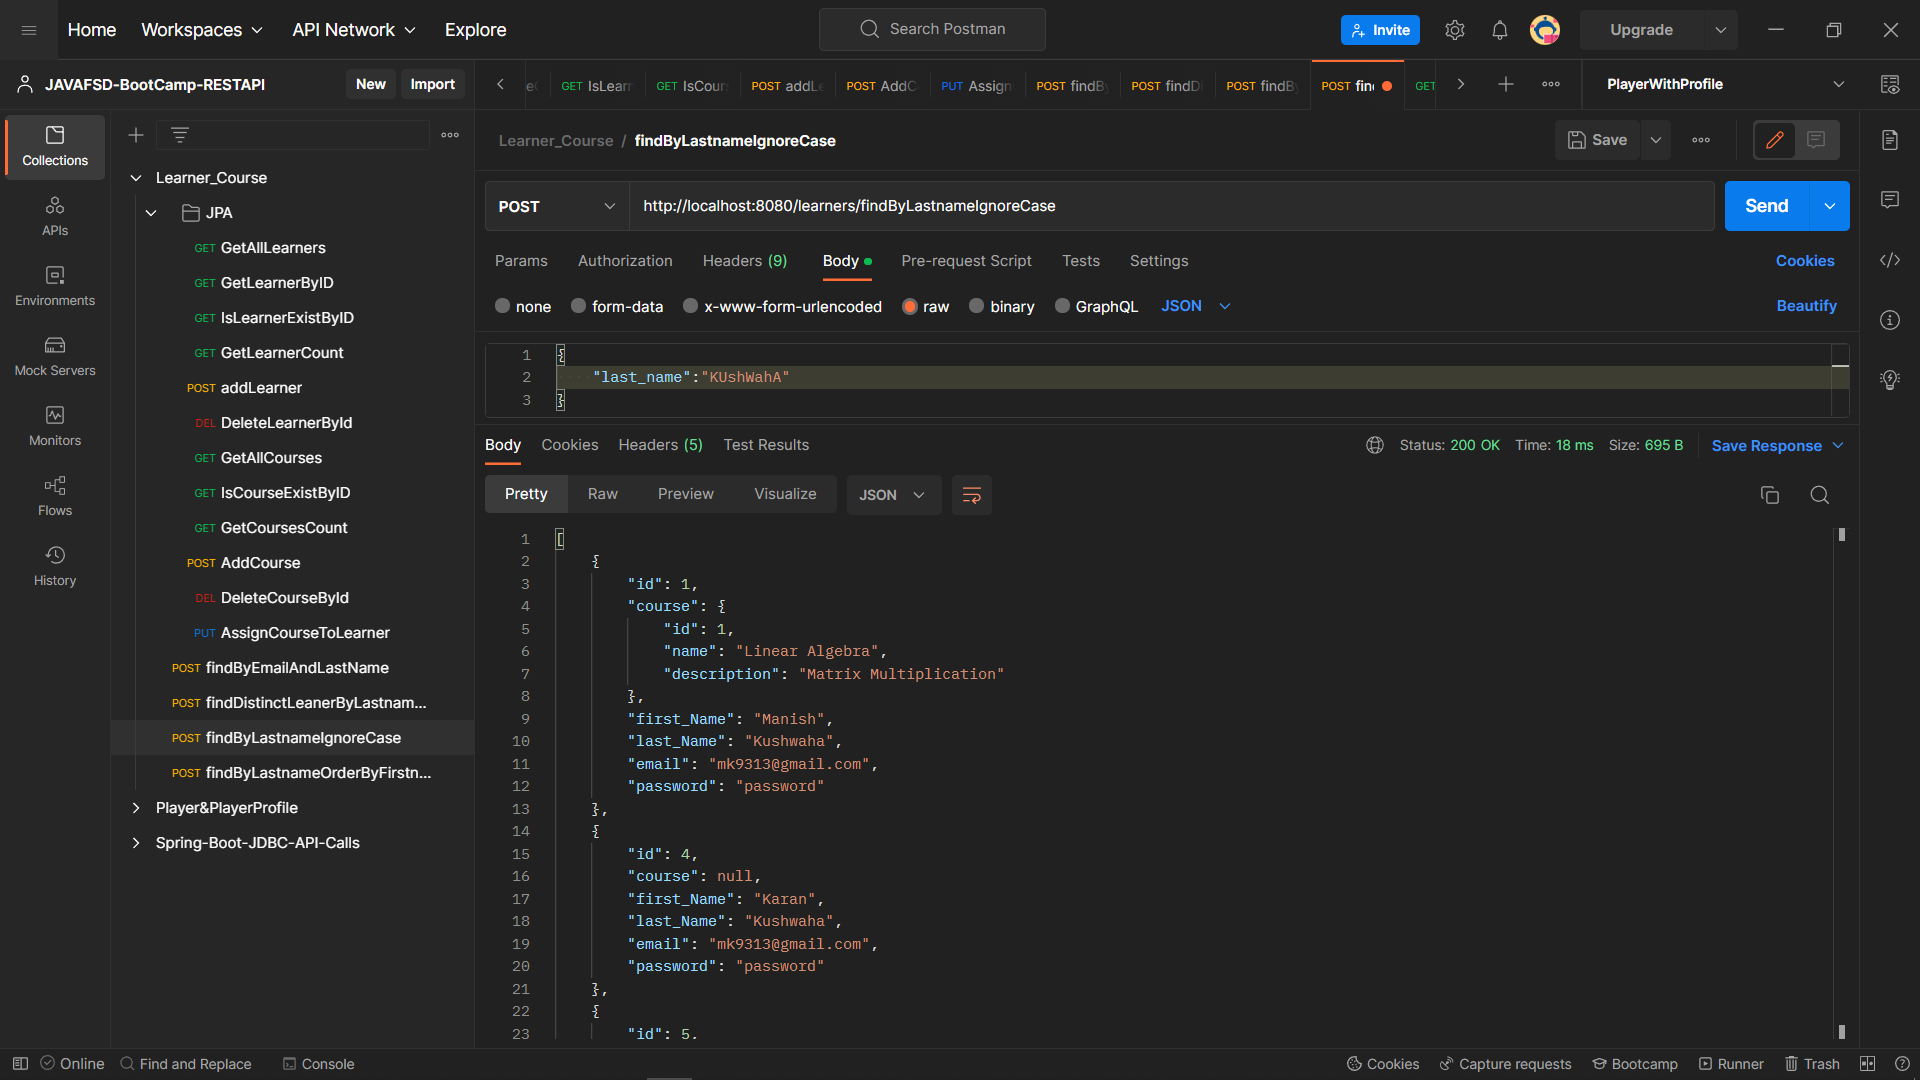 Home Workspaces API Network Explore Search Postman Invite Upgrade
JAVAFSD-BootCamp-RESTAPI New Import
GET IsLearr POST addLe POST AddC PUT Assign POST findBy POST findDi POST findBy POST fin GET PlayerWithProfile
GET IsCour
Collections
APIs
Environments
Mock Servers
Monitors
Flows
History
Learner_Course
JPA
GET GetAllLearners
GET GetLearnerByID
GET IsLearnerExistByID
GET GetLearnerCount
POST addLearner
DEL DeleteLearnerById
GET GetAllCourses
GET IsCourseExistByID
GET GetCoursesCount
POST AddCourse
DEL DeleteCourseById
PUT AssignCourseToLearner
POST findByEmailAndLastName
POST findDistinctLeanerByLastnam...
POST findByLastnameIgnoreCase
POST findByLastnameOrderByFirstn...
Player&PlayerProfile
Spring-Boot-JDBC-API-Calls
Learner_Course / findByLastnameIgnoreCase Save
POST http://localhost:8080/learners/findByLastnameIgnoreCase Send
Params Authorization Headers (9) Body Pre-request Script Tests Settings Cookies
none form-data x-www-form-urlencoded raw binary GraphQL JSON Beautify
1 {
2 "last_name":"KUshWahA"
3 }
Body Cookies Headers (5) Test Results Status: 200 OK Time: 18 ms Size: 695 B Save Response
Pretty Raw Preview Visualize JSON
1 [
2 {
3 "id": 1,
4 "course": {
5 "id": 1,
6 "name": "Linear Algebra",
7 "description": "Matrix Multiplication"
8 },
9 "first_Name": "Manish",
10 "last_Name": "Kushwaha",
11 "email": "mk9313@gmail.com",
12 "password": "password"
13 },
14 {
15 "id": 4,
16 "course": null,
17 "first_Name": "Karan",
18 "last_Name": "Kushwaha",
19 "email": "mk9313@gmail.com",
20 "password": "password"
21 },
22 {
23 "id": 5,
Online Find and Replace Console Cookies Capture requests Bootcamp Runner Trash